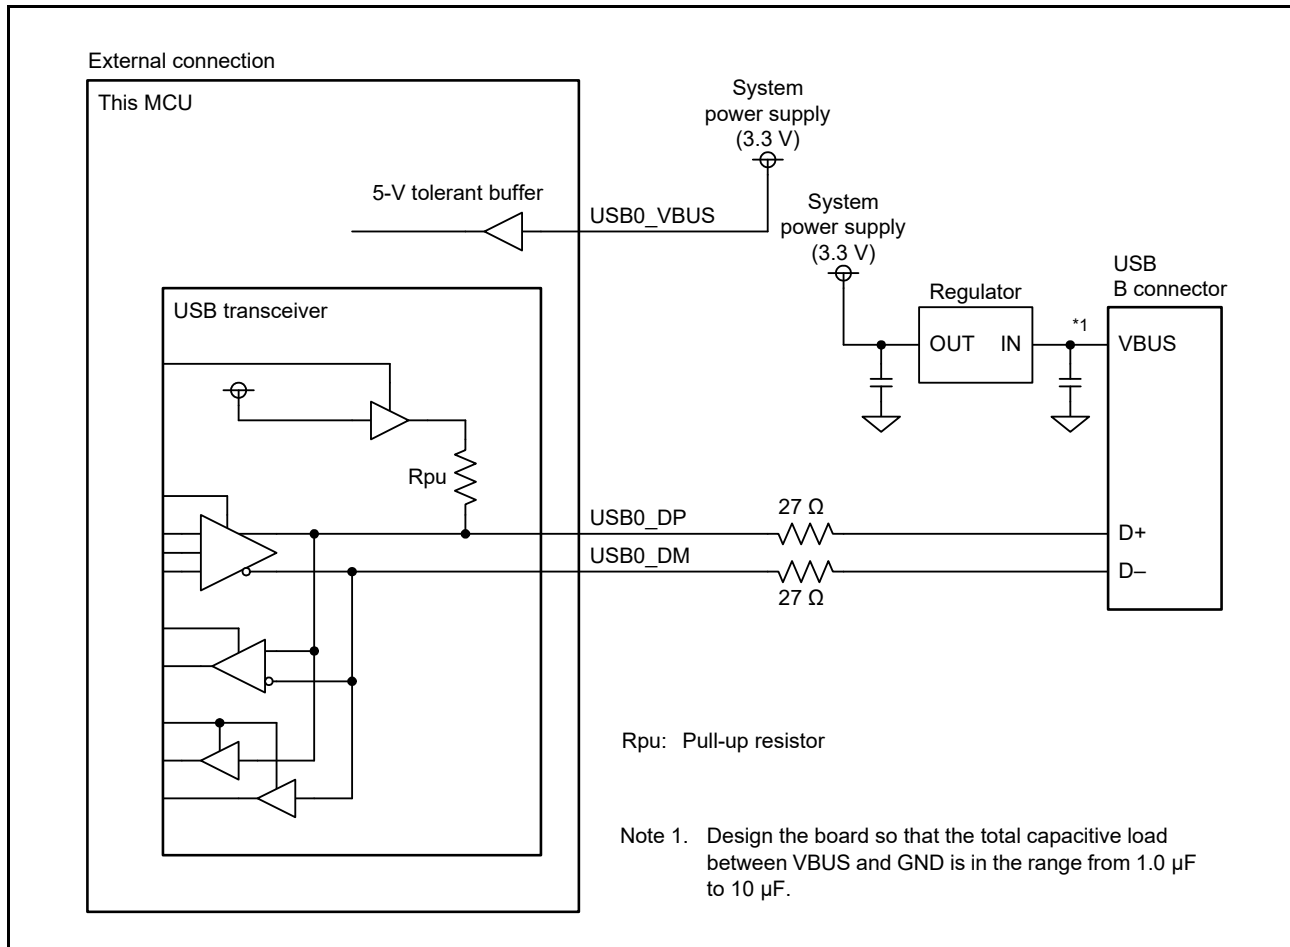 External connection
This MCU
System
power supply
(3.3 V)
5-V tolerant buffer
USB0_VBUS
System
power supply
(3.3 V)
USB
B connector
USB transceiver
Regulator
*1
OUT IN
VBUS
Rpu
27 Ω
USB0_DP
D+
USB0_DM
D–
27 Ω
Rpu: Pull-up resistor
Note 1. Design the board so that the total capacitive load
between VBUS and GND is in the range from 1.0 μF
to 10 μF.